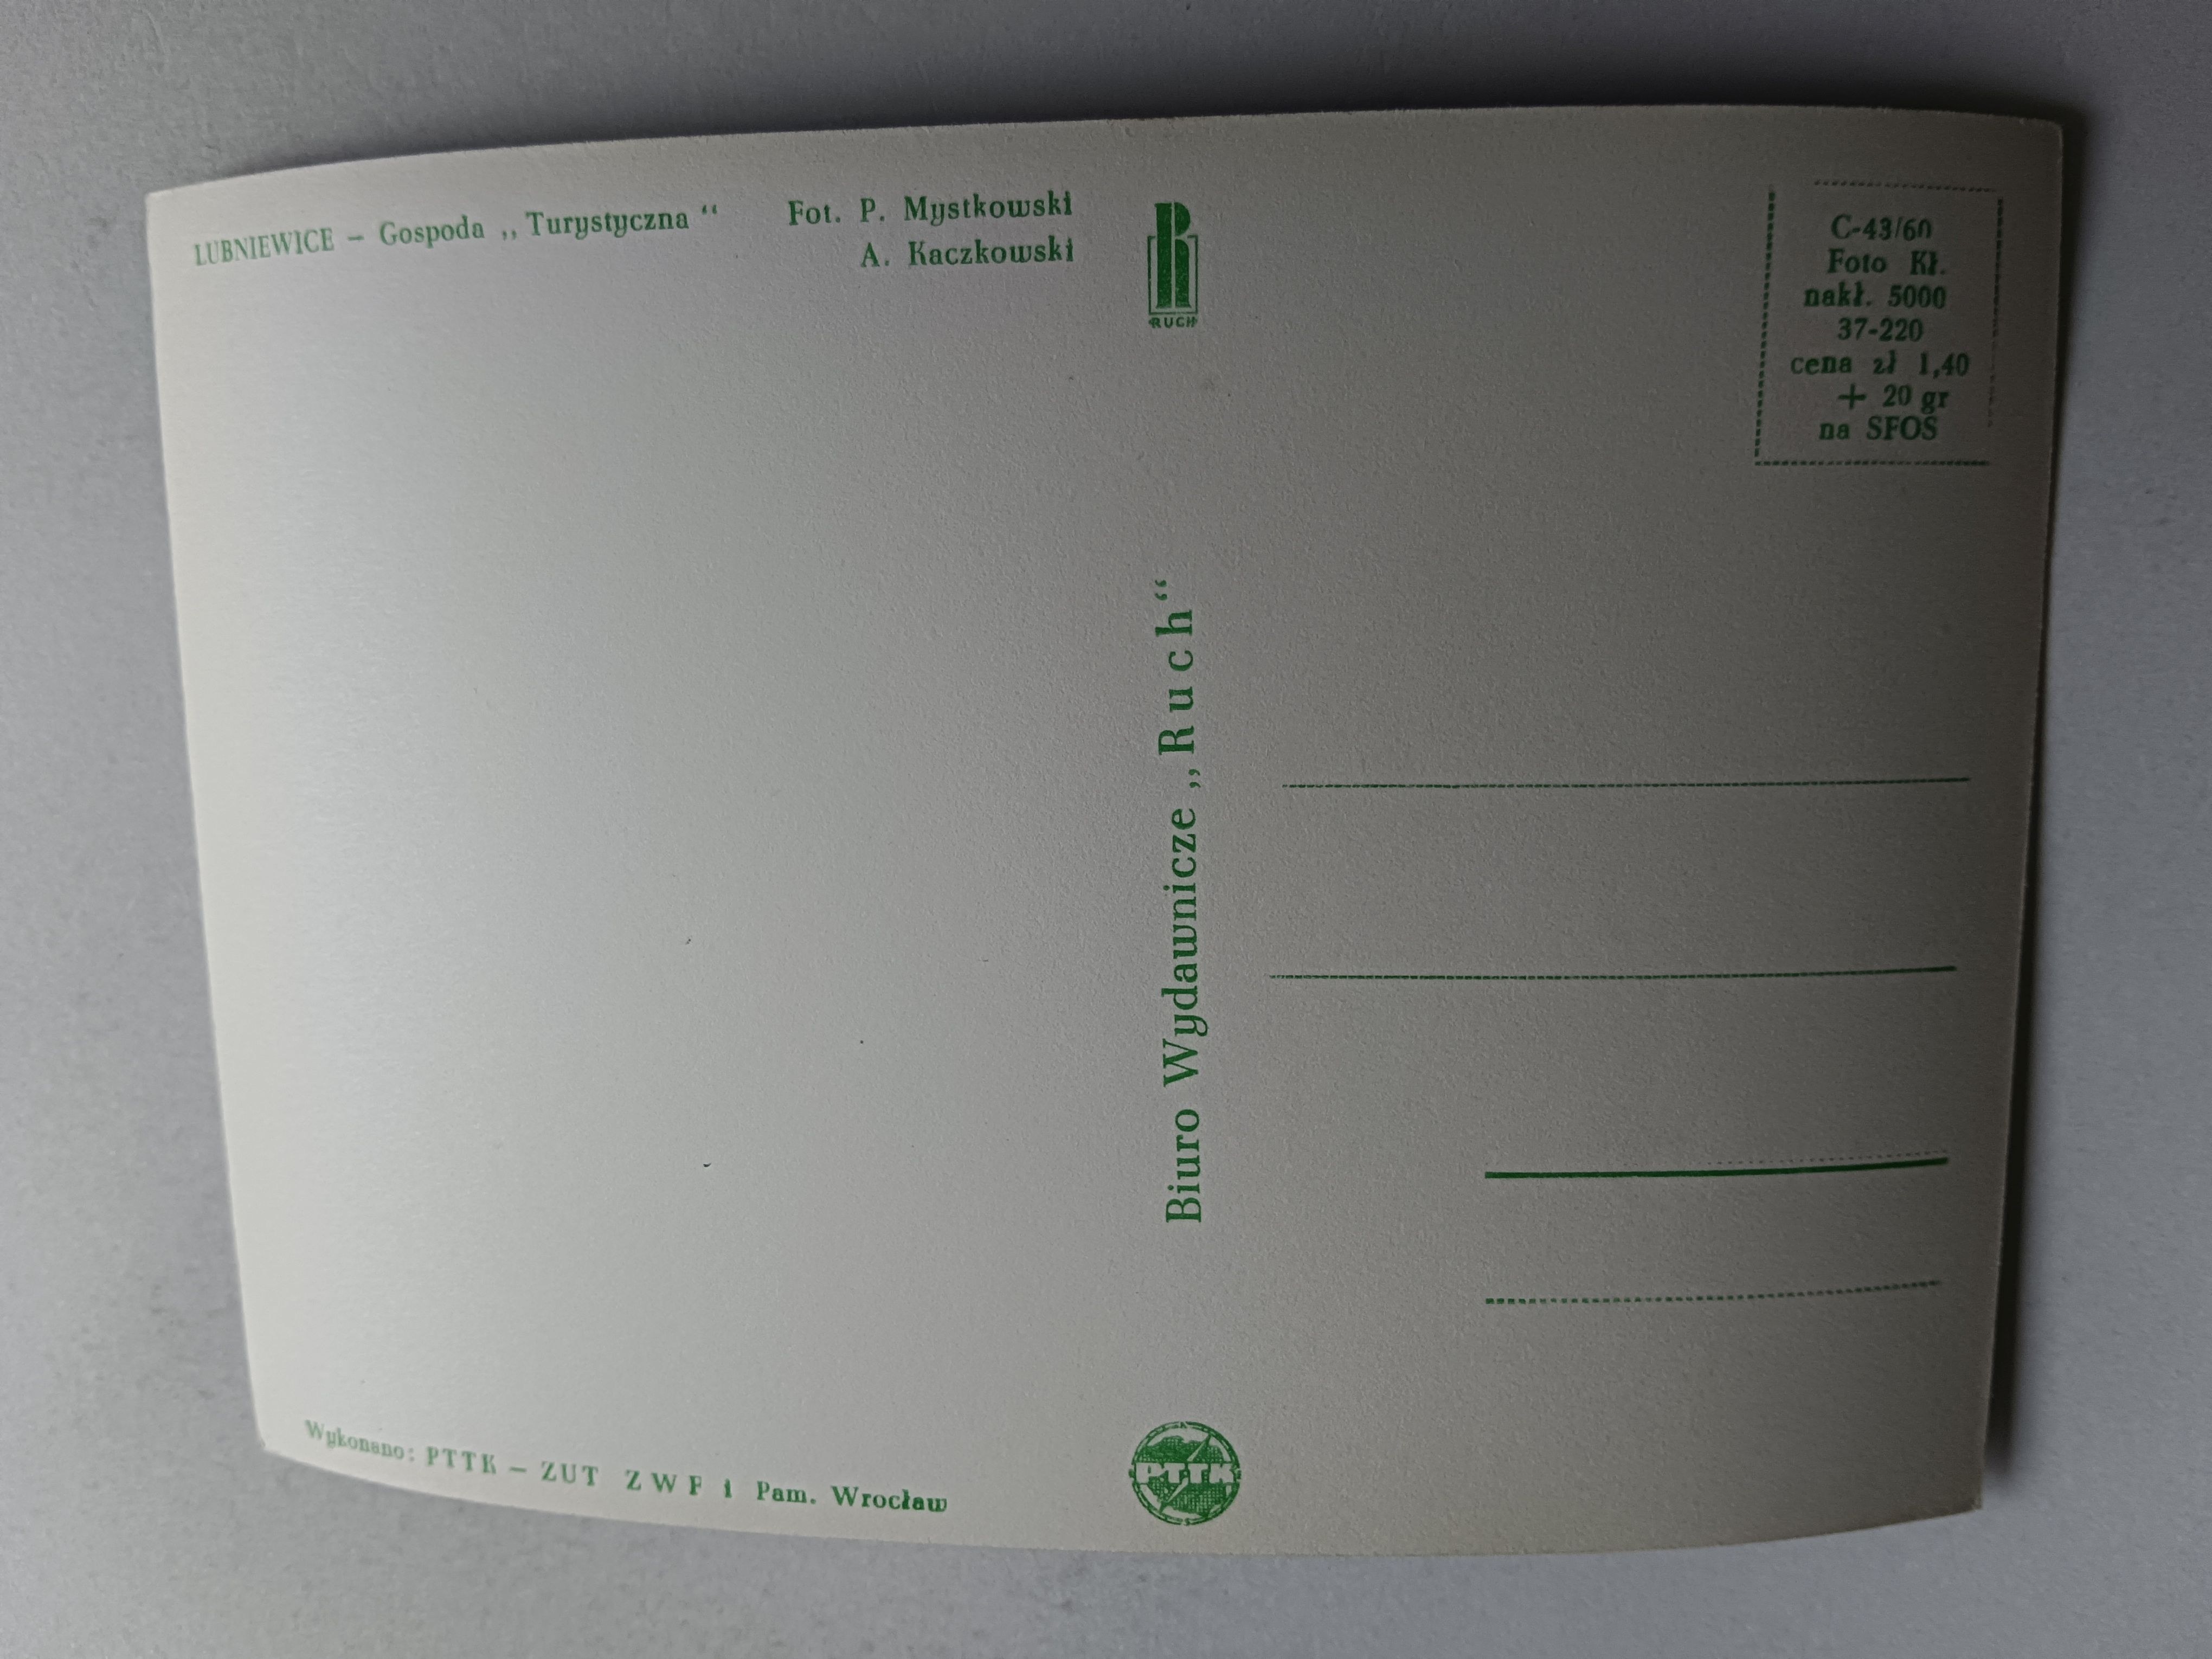 LUBNIEWICE – Gospoda „Turystyczna“
Fot. P. Mystkowski
A. Kaczkowski
RUCH
C-43/60
Foto Kł.
nakł. 5000
37-220
cena zł 1,40
+ 20 gr
na SFOS
Biuro Wydawnicze „Ruch“
Wykonano: PTTK – ZUT ZWF i Pam. Wrocław
PTTK